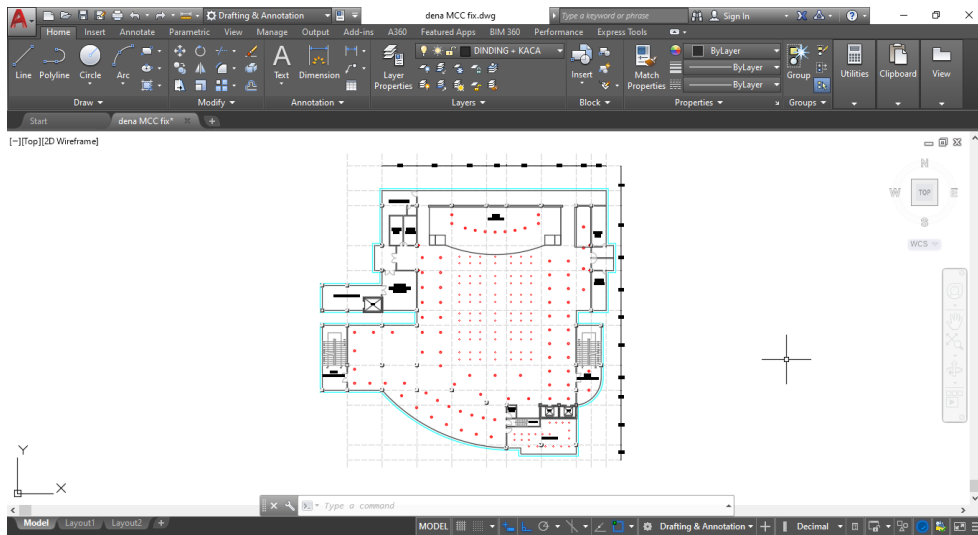 A Drafting & Annotation dena MCC fix.dwg Type a keyword or phrase Sign In
Home Insert Annotate Parametric View Manage Output Add-ins A360 Featured Apps BIM 360 Performance Express Tools
DINDING + KACA ByLayer
Line Polyline Circle Arc A Text Dimension Layer Properties Insert Match Properties ByLayer Group Utilities Clipboard View
ByLayer
Draw Modify Annotation Layers Block Properties Groups
Start dena MCC fix* +
[−][Top][2D Wireframe]
N
W TOP E
S
WCS
Y
X
Type a command
Model Layout1 Layout2 + MODEL Drafting & Annotation Decimal